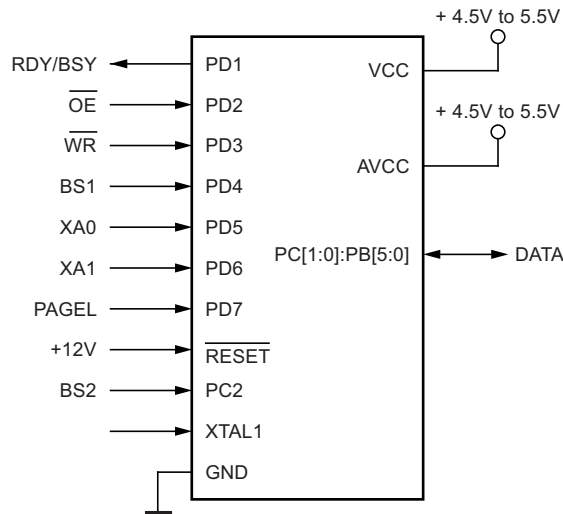 + 4.5V to 5.5V
RDY/BSY PD1 VCC
OE PD2 + 4.5V to 5.5V
WR PD3
BS1 PD4 AVCC
XA0 PD5
PC[1:0]:PB[5:0] DATA
XA1 PD6
PAGEL PD7
+12V RESET
BS2 PC2
XTAL1
GND